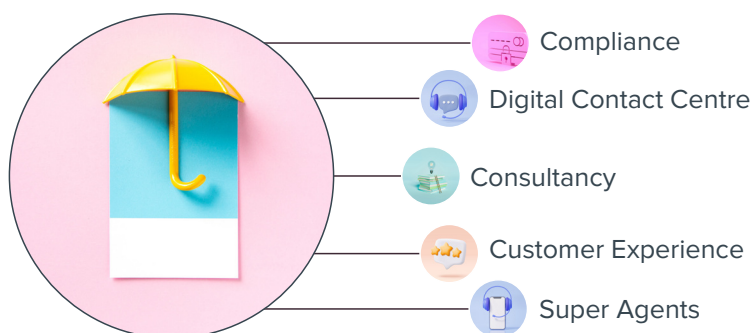 Compliance
Digital Contact Centre
Consultancy
Customer Experience
Super Agents